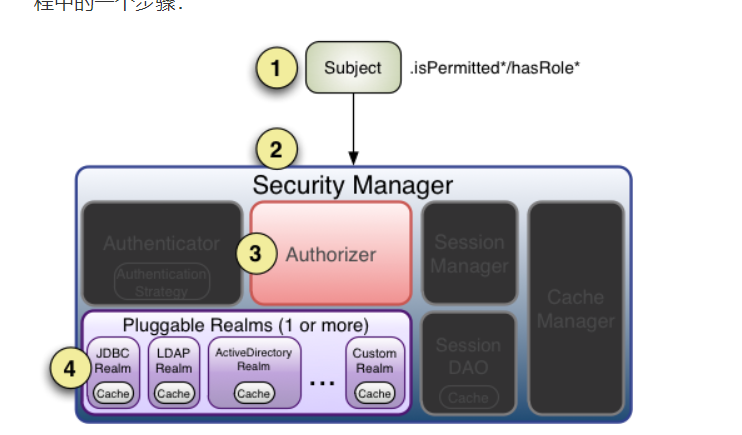 程中的一个步骤：
1
Subject
.isPermitted*/hasRole*
2
Security Manager
Authenticator
Authentication
Strategy
3
Authorizer
Session
Manager
Cache
Manager
Pluggable Realms (1 or more)
4
JDBC
Realm
Cache
LDAP
Realm
Cache
ActiveDirectory
Realm
Cache
...
Custom
Realm
Cache
Session
DAO
Cache